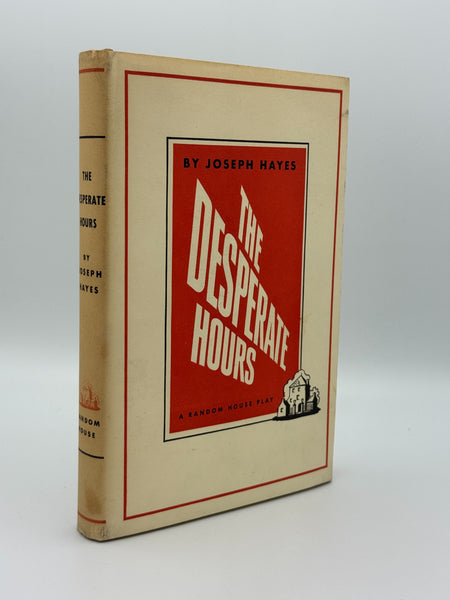 THE
DESPERATE
HOURS
BY
JOSEPH
HAYES
RANDOM
HOUSE
BY JOSEPH HAYES
THE
DESPERATE
HOURS
A RANDOM HOUSE PLAY